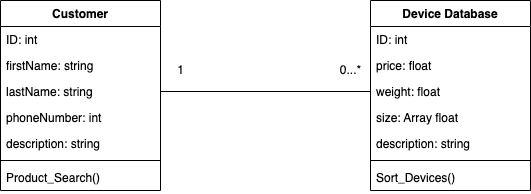 Customer
ID: int
firstName: string
lastName: string
phoneNumber: int
description: string
Product_Search()
1
0...*
Device Database
ID: int
price: float
weight: float
size: Array float
description: string
Sort_Devices()